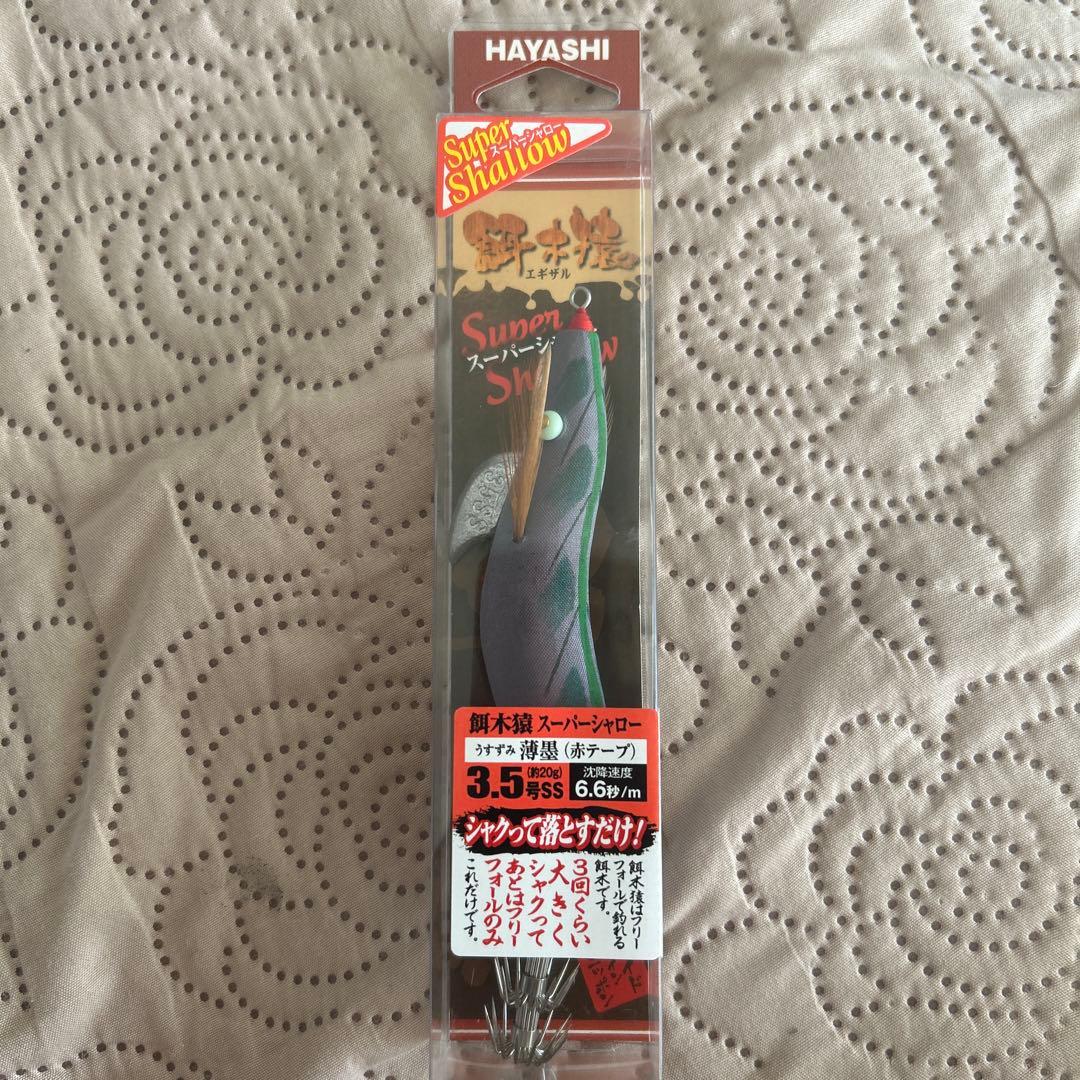 HAYASHI
Super
スーパーシャロー
Shallow
餌木猿
エギザル
Super
スーパーシ
Sh w
餌木猿 スーパーシャロー
うすずみ 薄墨 (赤テープ)
3.5号SS (約20g)
沈降速度
6.6秒/m
シャクって落とすだけ!
餌木猿はフリー
フォールで釣れる
餌木です。
3回くらい
大きく
シャクって
あとはフリー
フォールのみ
これだけです。